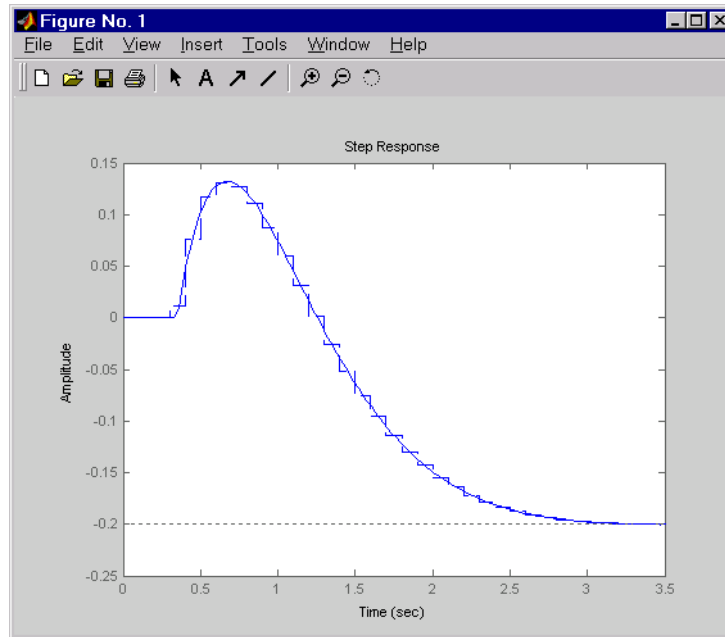 Figure No. 1
File Edit View Insert Tools Window Help
A
Step Response
0.15
0.1
0.05
0
-0.05
-0.1
-0.15
-0.2
-0.25
Amplitude
0 0.5 1 1.5 2 2.5 3 3.5
Time (sec)